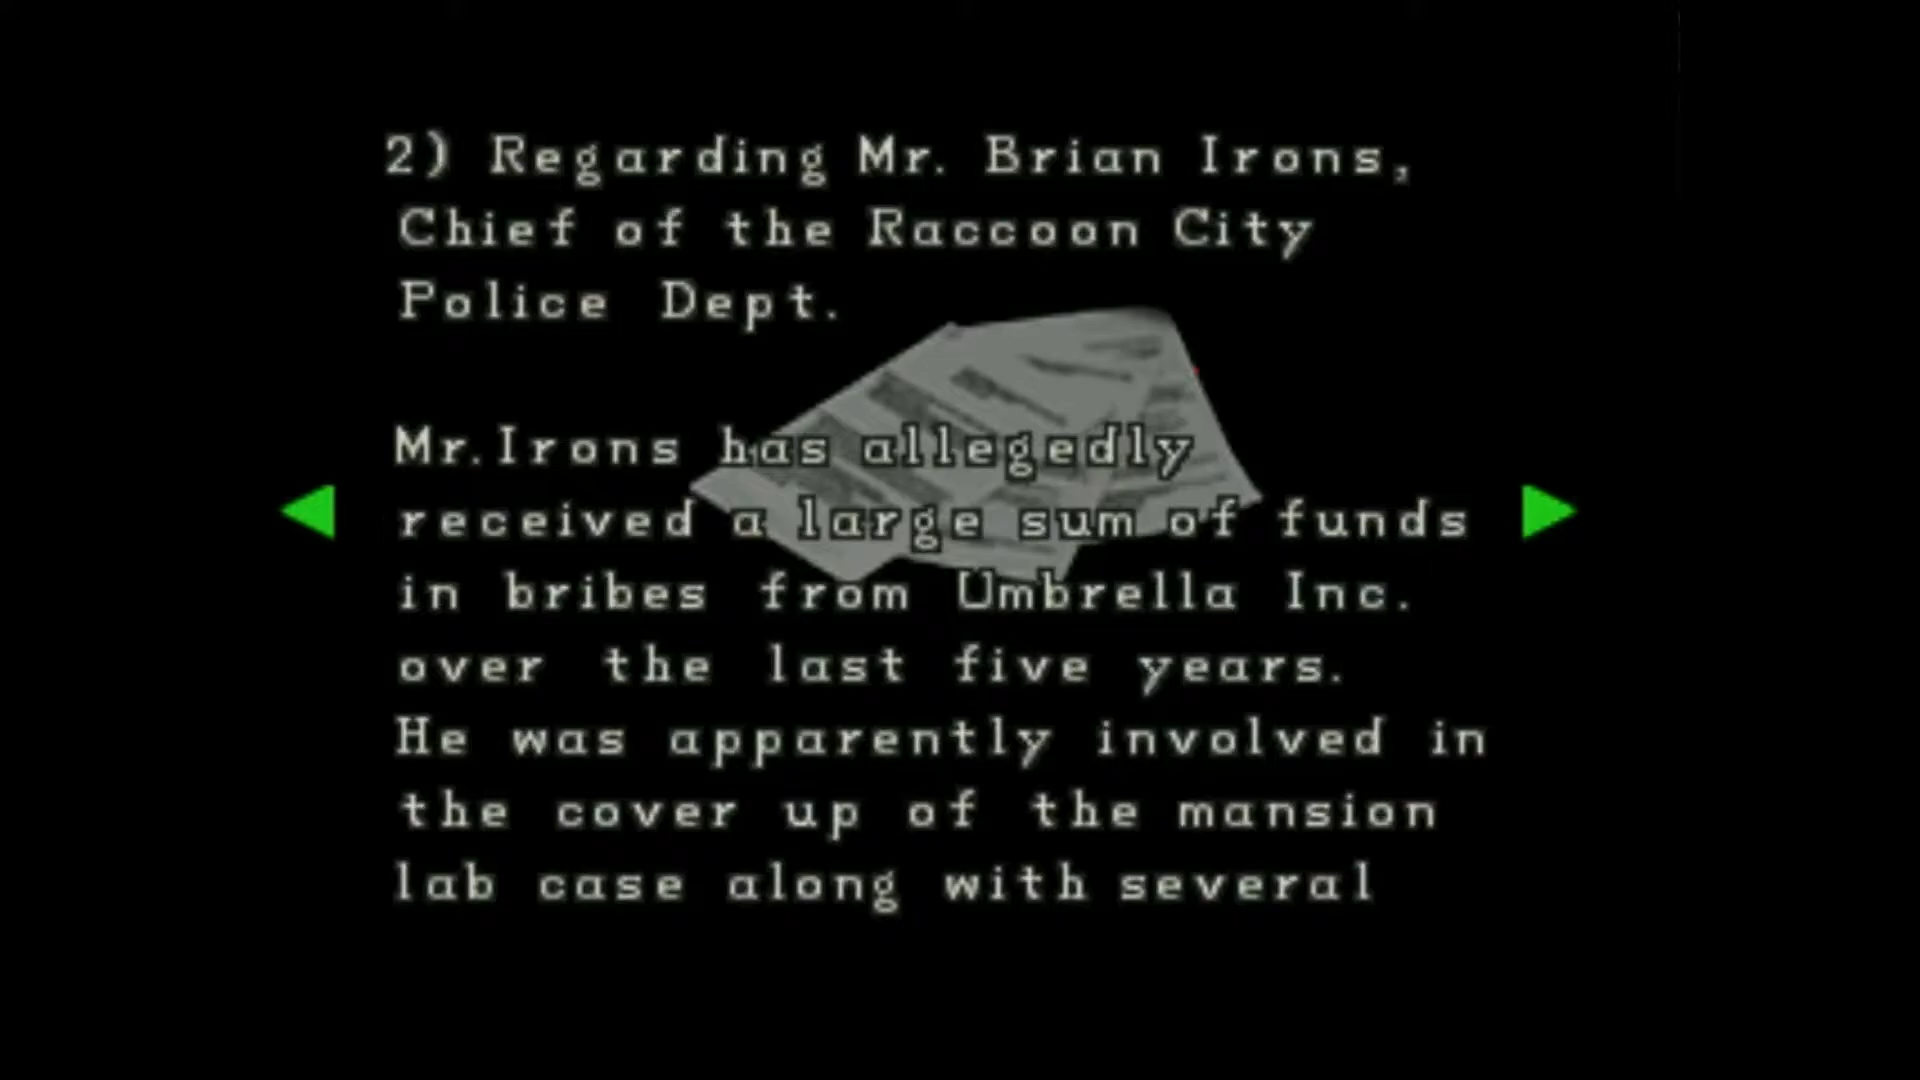 2) Regarding Mr. Brian Irons,
Chief of the Raccoon City
Police Dept.
Mr.Irons has allegedly
received a large sum of funds
in bribes from Umbrella Inc.
over the last five years.
He was apparently involved in
the cover up of the mansion
lab case along with several